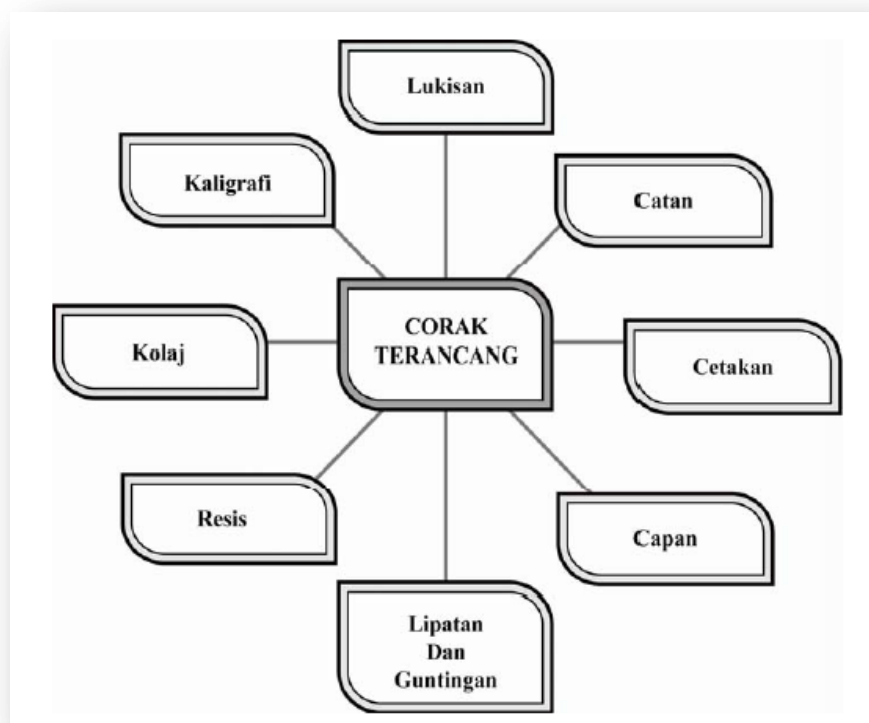 Lukisan
Kaligrafi
Catan
CORAK
TERANCANG
Kolaj
Cetakan
Resis
Capan
Lipatan
Dan
Guntingan